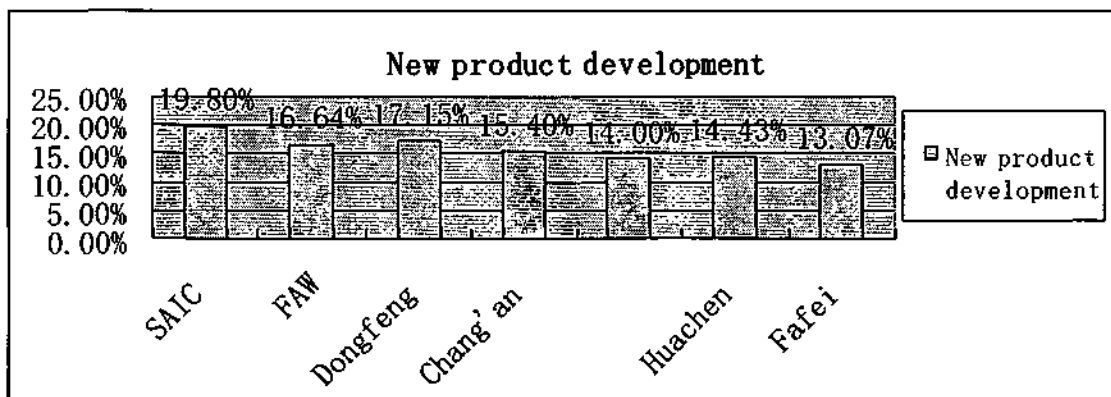 New product development
25.00%
20.00%
15.00%
10.00%
5.00%
0.00%
19.80%
16.64%
17.15%
15.40%
14.00%
14.43%
13.07%
SAIC
FAW
Dongfeng
Chang'an
Huachen
Fafei
New product
development